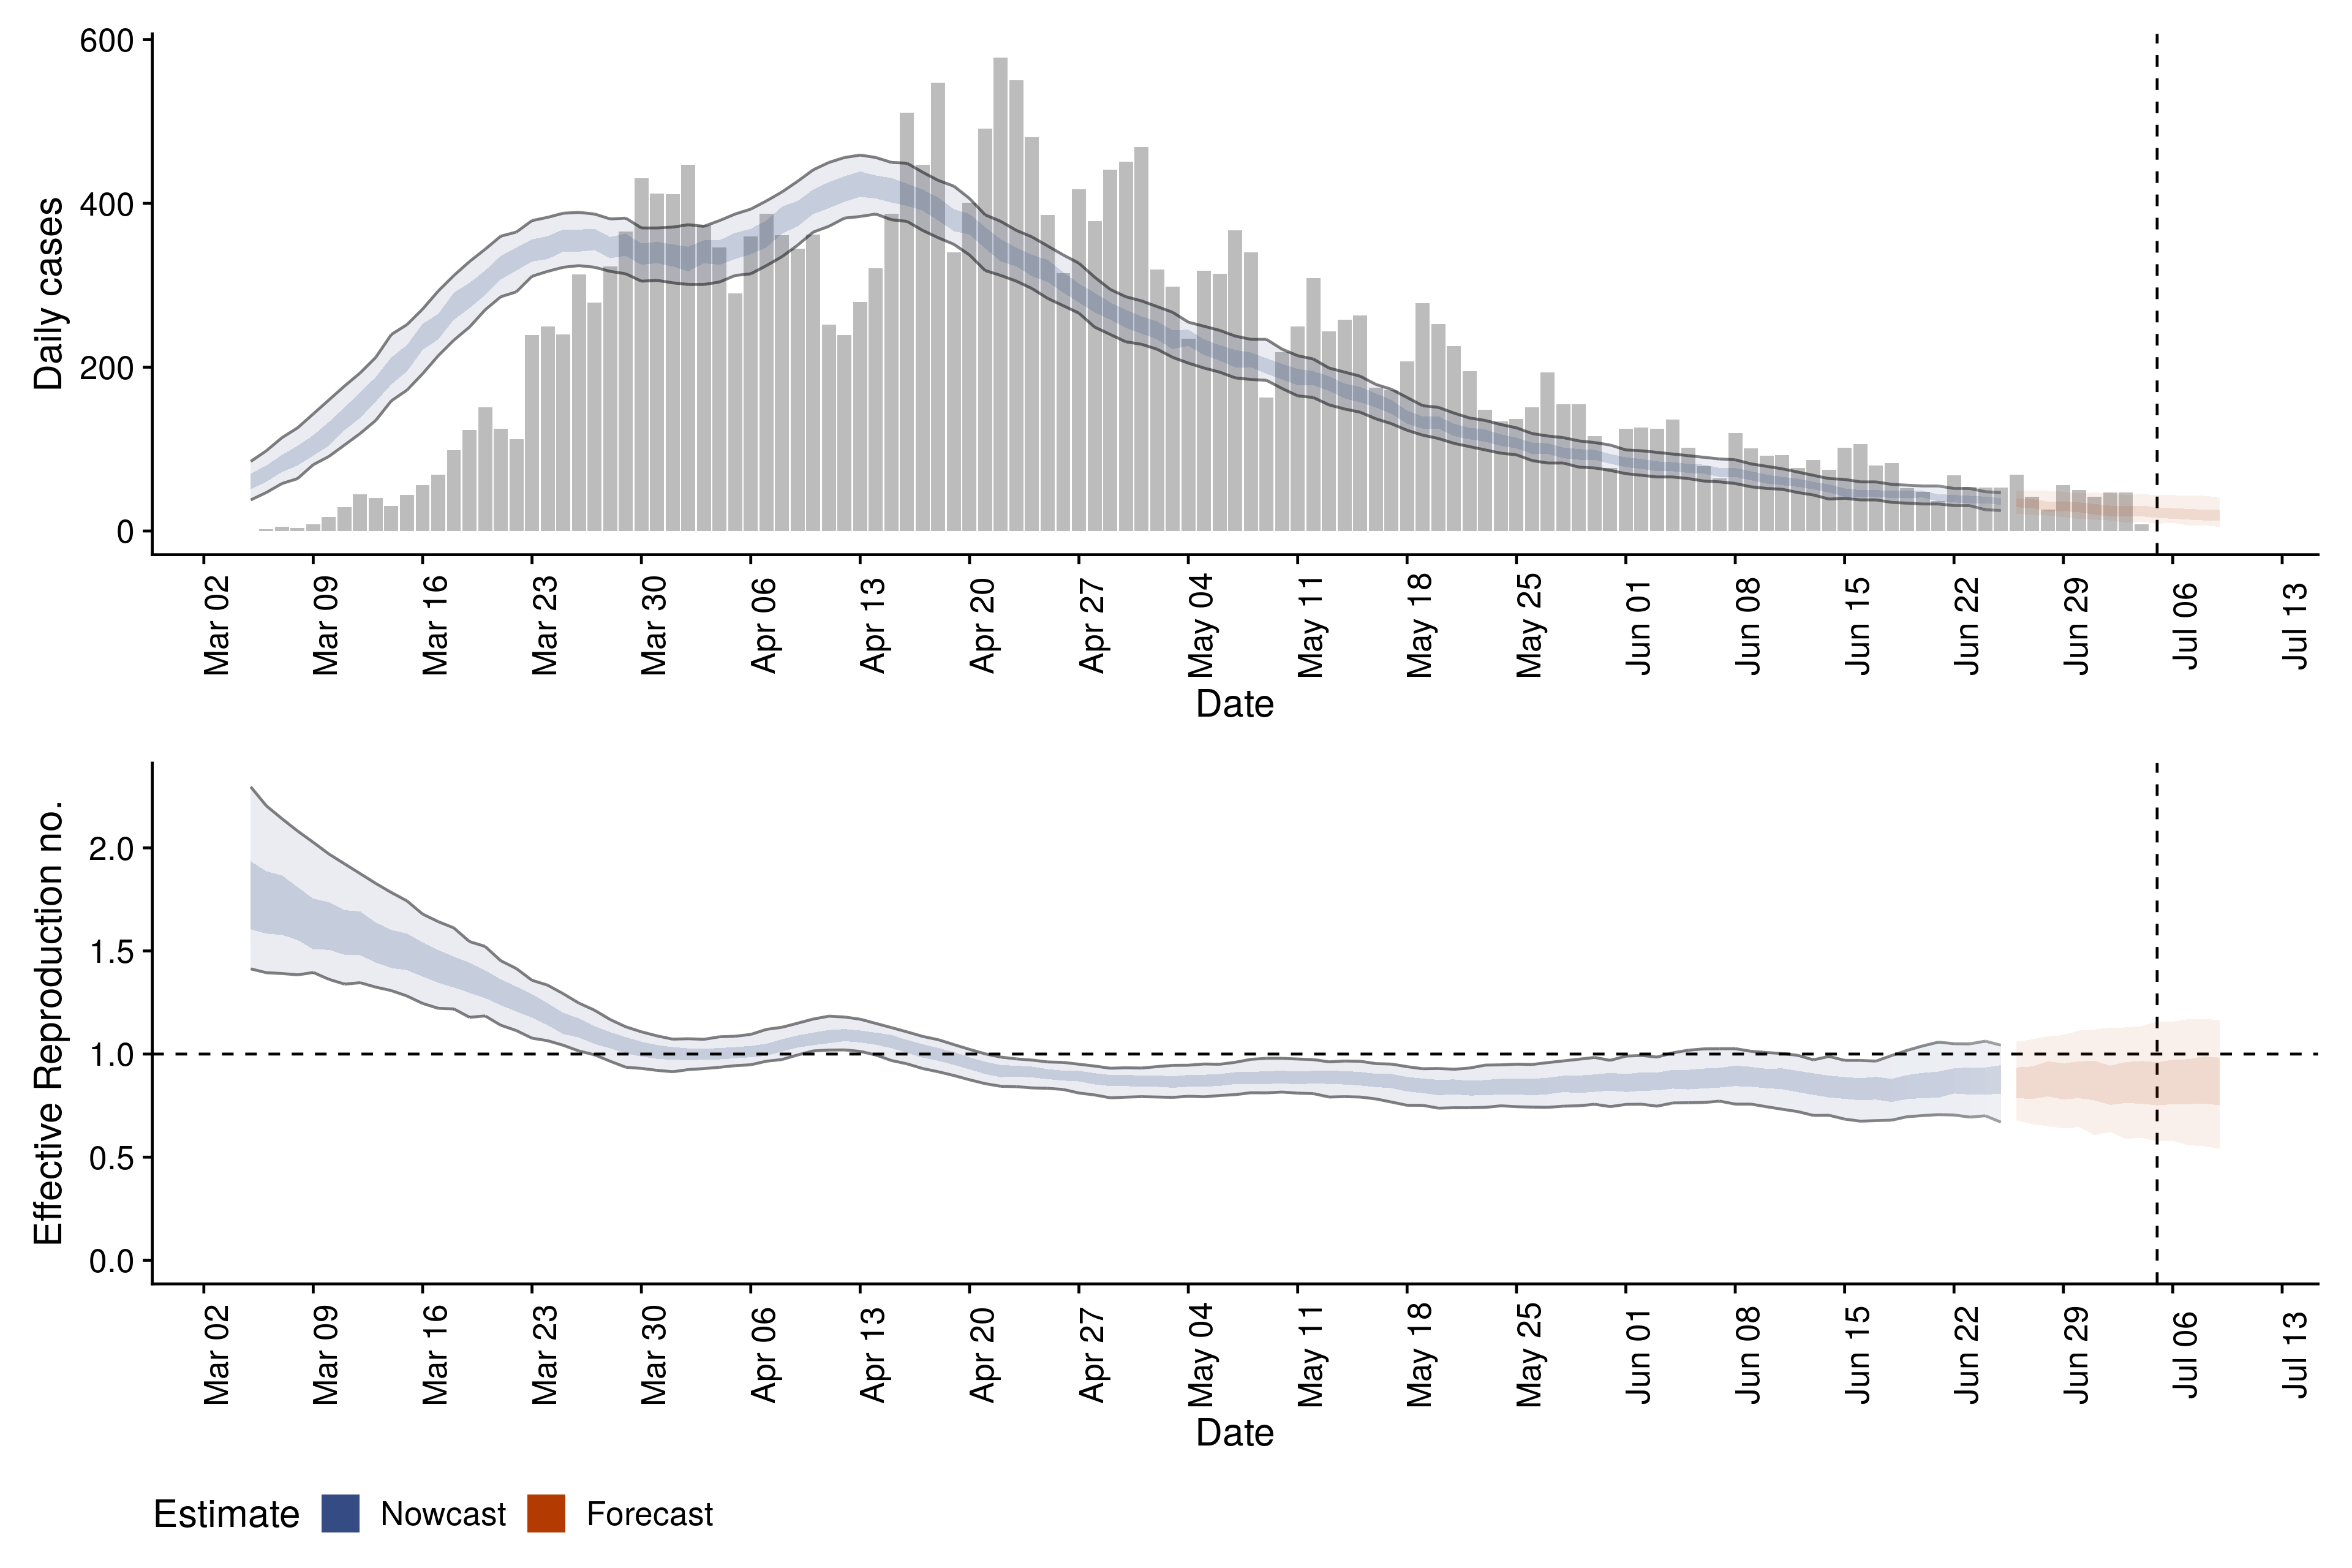 Daily cases
600
400
200
0
Mar 02 Mar 09 Mar 16 Mar 23 Mar 30 Apr 06 Apr 13 Apr 20 Apr 27 May 04 May 11 May 18 May 25 Jun 01 Jun 08 Jun 15 Jun 22 Jun 29 Jul 06 Jul 13
Date
Effective Reproduction no.
2.0
1.5
1.0
0.5
0.0
Mar 02 Mar 09 Mar 16 Mar 23 Mar 30 Apr 06 Apr 13 Apr 20 Apr 27 May 04 May 11 May 18 May 25 Jun 01 Jun 08 Jun 15 Jun 22 Jun 29 Jul 06 Jul 13
Date
Estimate Nowcast Forecast